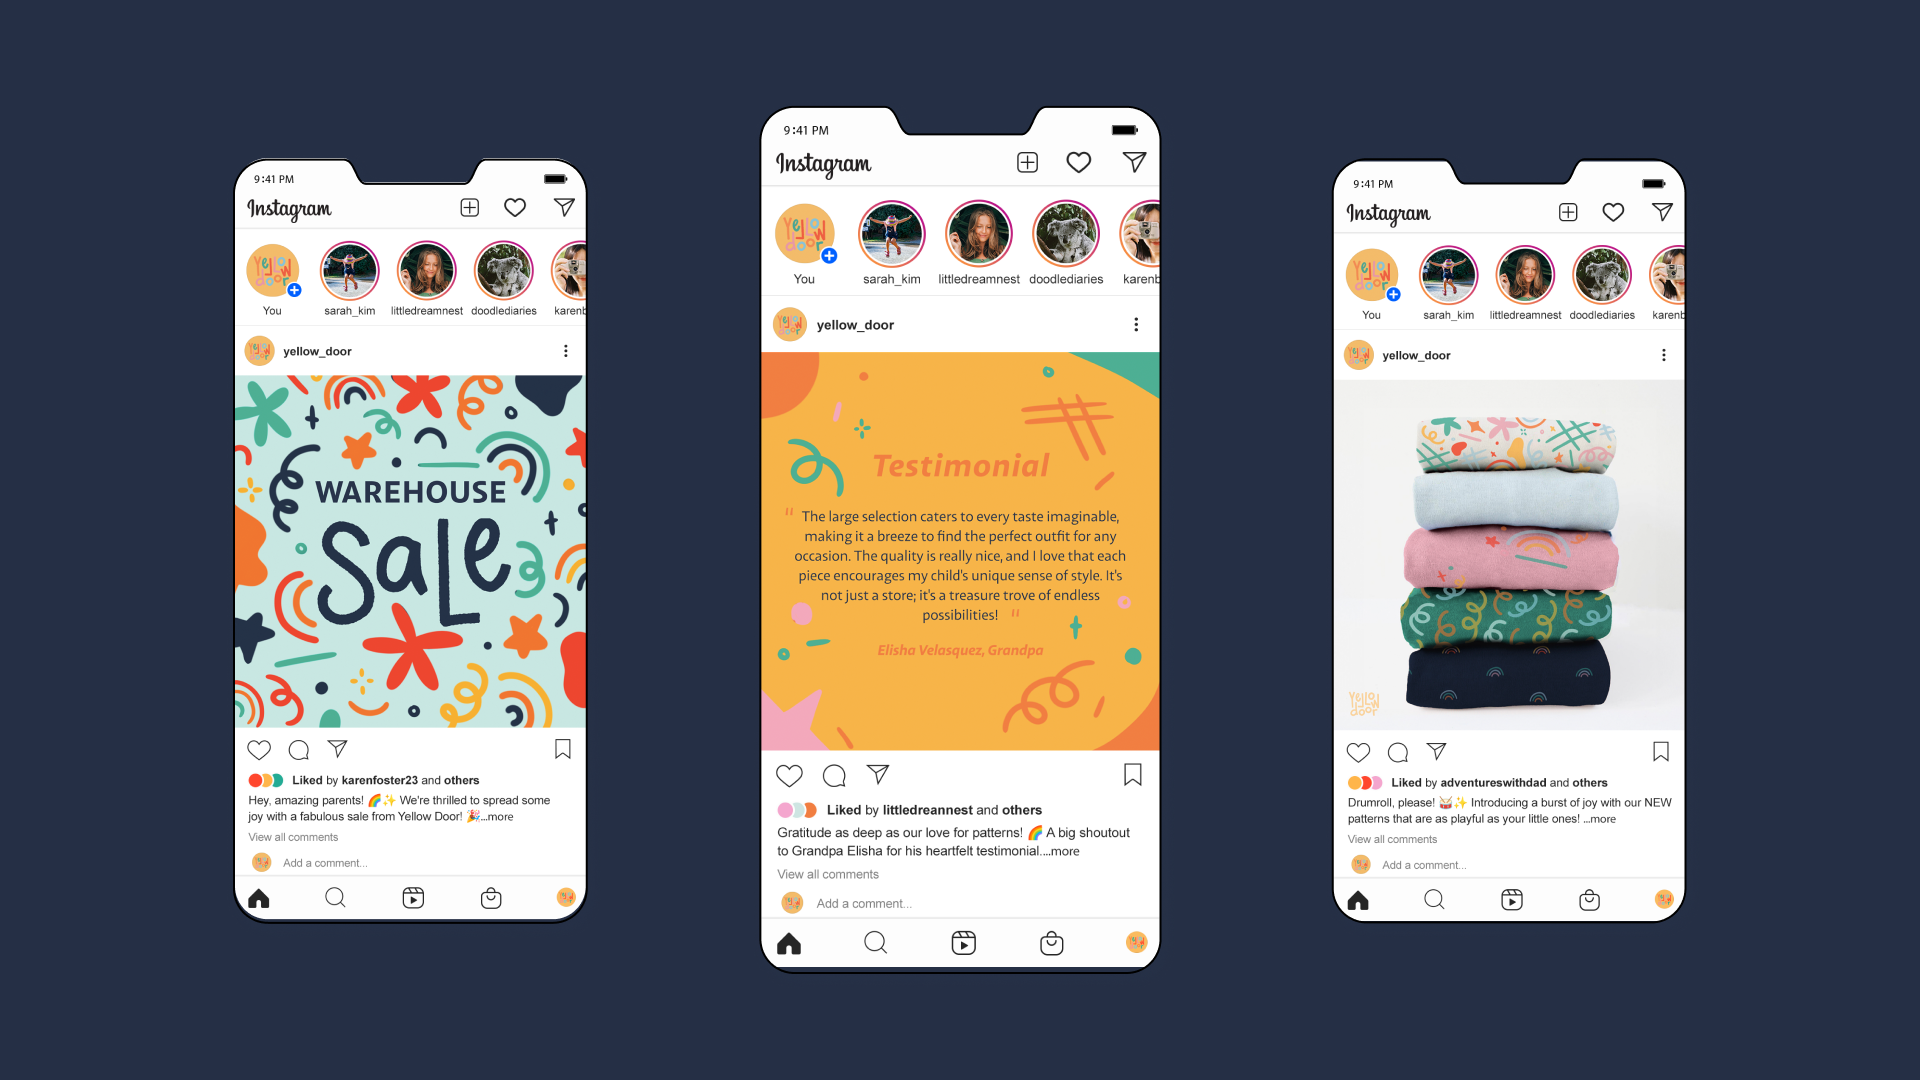 9:41 PM
Instagram
Yellow
door
You
sarah_kim
littledreamnest
doodlediaries
karenb
yellow_door
WAREHOUSE
Sale
Liked by karenfoster23 and others
Hey, amazing parents! 🌈✨ We're thrilled to spread some
joy with a fabulous sale from Yellow Door! 🎉...more
View all comments
Add a comment...
9:41 PM
Instagram
Yellow
door
You
sarah_kim
littledreamnest
doodlediaries
karenb
yellow_door
Testimonial
" The large selection caters to every taste imaginable,
making it a breeze to find the perfect outfit for any
occasion. The quality is really nice, and I love that each
piece encourages my child's unique sense of style. It's
not just a store; it's a treasure trove of endless
possibilities! "
Elisha Velasquez, Grandpa
Liked by littledreannest and others
Gratitude as deep as our love for patterns! 🌈 A big shoutout
to Grandpa Elisha for his heartfelt testimonial....more
View all comments
Add a comment...
9:41 PM
Instagram
Yellow
door
You
sarah_kim
littledreamnest
doodlediaries
karenb
yellow_door
Yellow
door
Liked by adventureswithdad and others
Drumroll, please! 🥁✨ Introducing a burst of joy with our NEW
patterns that are as playful as your little ones! ...more
View all comments
Add a comment...